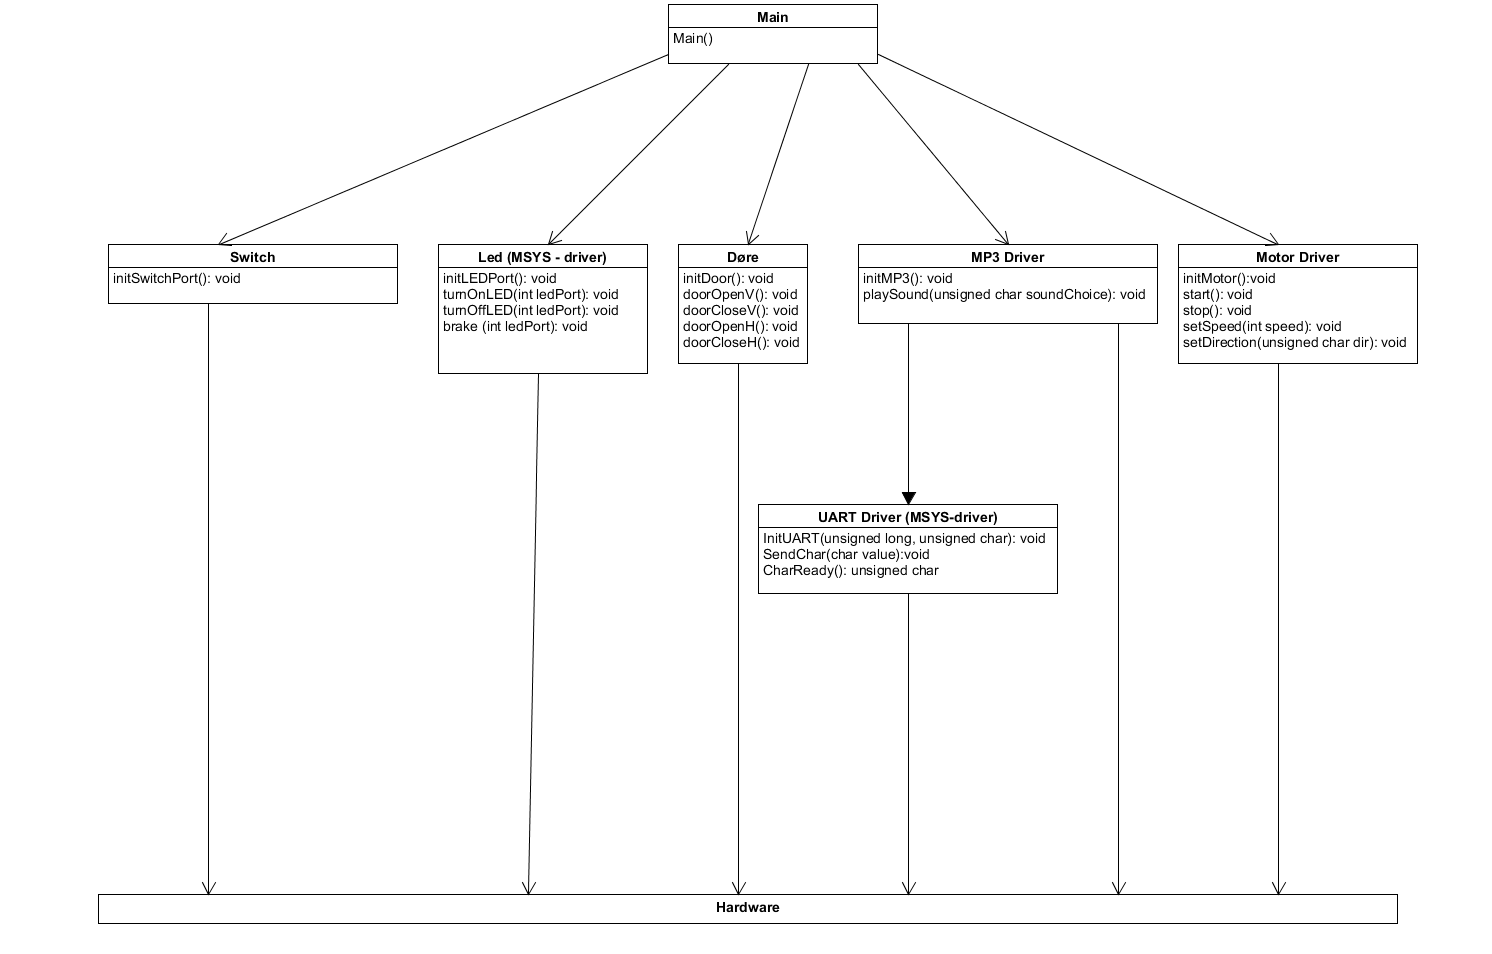 Main
Main()
Switch
initSwitchPort(): void
Led (MSYS - driver)
initLEDPort(): void
turnOnLED(int ledPort): void
turnOffLED(int ledPort): void
brake (int ledPort): void
Døre
initDoor(): void
doorOpenV(): void
doorCloseV(): void
doorOpenH(): void
doorCloseH(): void
MP3 Driver
initMP3(): void
playSound(unsigned char soundChoice): void
Motor Driver
initMotor():void
start(): void
stop(): void
setSpeed(int speed): void
setDirection(unsigned char dir): void
UART Driver (MSYS-driver)
InitUART(unsigned long, unsigned char): void
SendChar(char value):void
CharReady(): unsigned char
Hardware